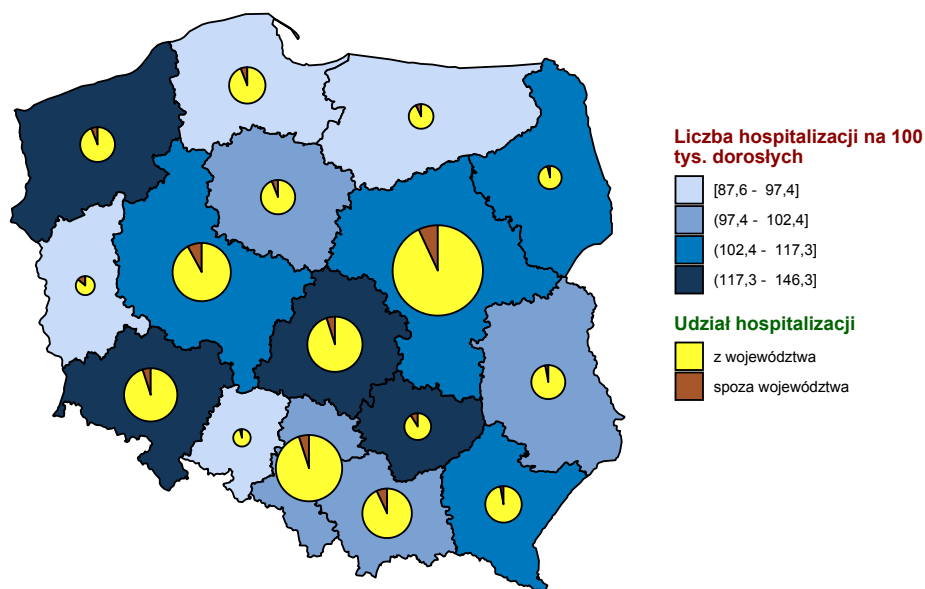 Liczba hospitalizacji na 100
tys. dorosłych
[87,6 - 97,4]
(97,4 - 102,4]
(102,4 - 117,3]
(117,3 - 146,3]
Udział hospitalizacji
z województwa
spoza województwa